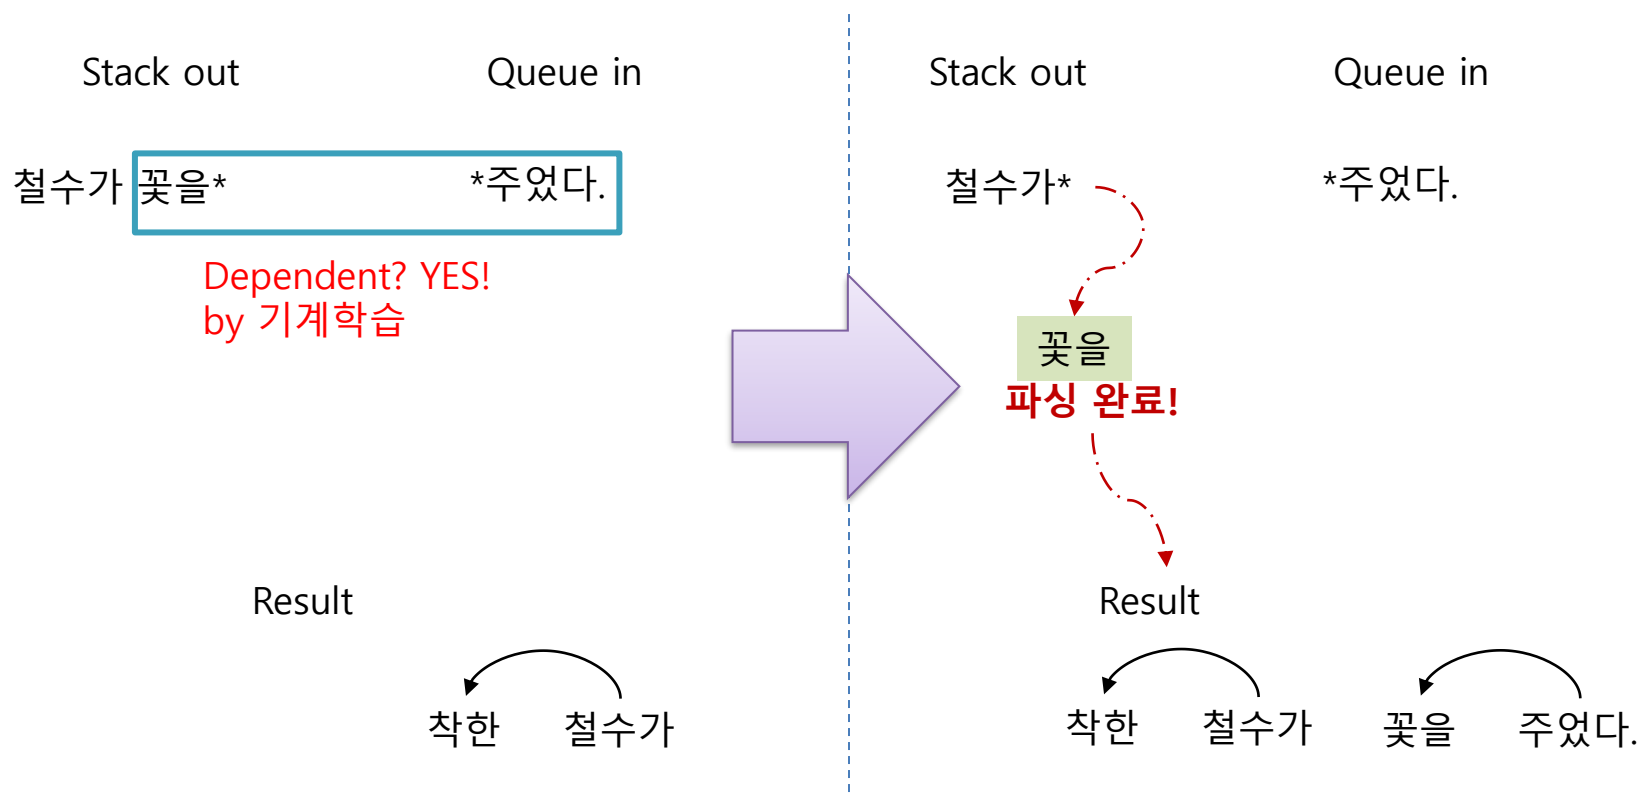 Stack out
Queue in
철수가 꽃을*
*주었다.
Dependent? YES!
by 기계학습
Result
착한
철수가
Stack out
Queue in
철수가*
*주었다.
꽃을
파싱 완료!
Result
착한
철수가
꽃을
주었다.